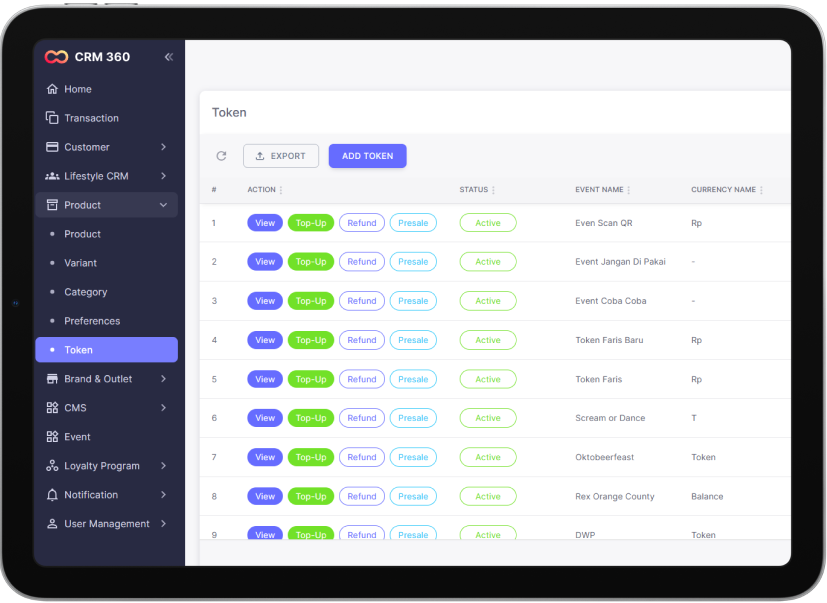 CRM 360
Home
Transaction
Customer
Lifestyle CRM
Product
Product
Variant
Category
Preferences
Token
Brand & Outlet
CMS
Event
Loyalty Program
Notification
User Management
Token
EXPORT ADD TOKEN
# ACTION STATUS EVENT NAME CURRENCY NAME
1 View Top-Up Refund Presale Active Even Scan QR Rp
2 View Top-Up Refund Presale Active Event Jangan Di Pakai -
3 View Top-Up Refund Presale Active Event Coba Coba -
4 View Top-Up Refund Presale Active Token Faris Baru Rp
5 View Top-Up Refund Presale Active Token Faris Rp
6 View Top-Up Refund Presale Active Scream or Dance T
7 View Top-Up Refund Presale Active Oktobeerfeast Token
8 View Top-Up Refund Presale Active Rex Orange County Balance
9 View Top-Up Refund Presale Active DWP Token